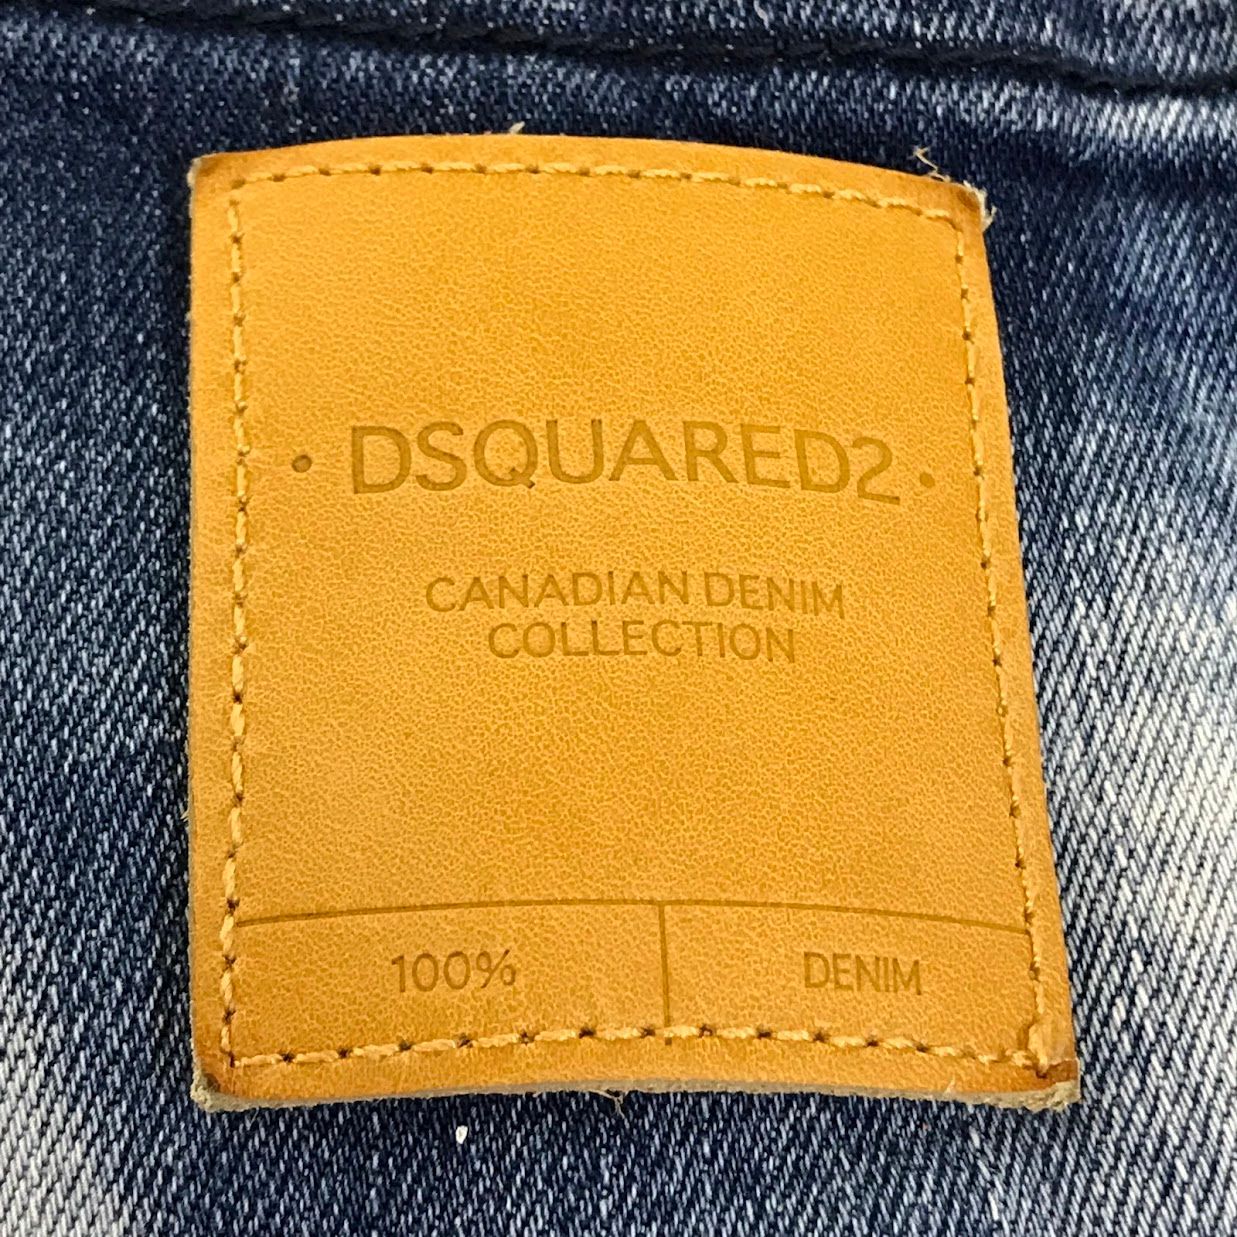 • DSQUARED2 •
CANADIAN DENIM
COLLECTION
100% DENIM